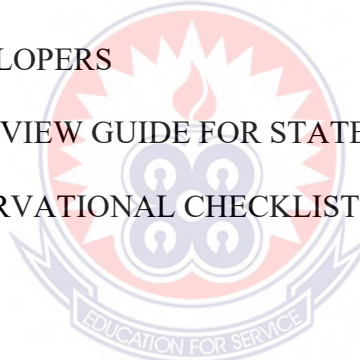 LOPERS
VIEW GUIDE FOR STATE
RVATIONAL CHECKLIST
EDUCATION FOR SERVICE